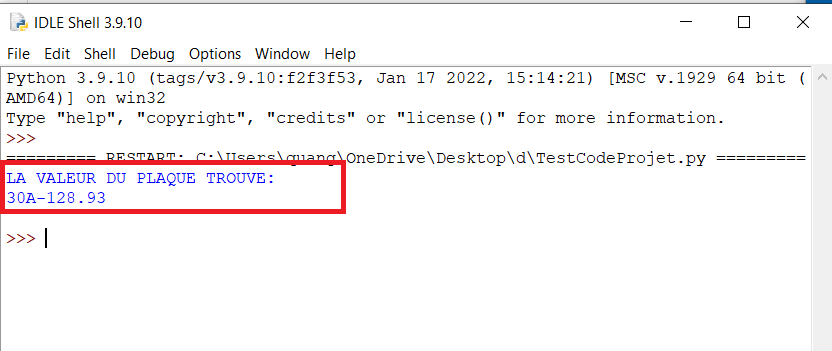 IDLE Shell 3.9.10
File Edit Shell Debug Options Window Help
Python 3.9.10 (tags/v3.9.10:f2f3f53, Jan 17 2022, 15:14:21) [MSC v.1929 64 bit (
AMD64)] on win32
Type "help", "copyright", "credits" or "license()" for more information.
>>>
========= RESTART: C:\Users\quang\OneDrive\Desktop\d\TestCodeProjet.py =========
LA VALEUR DU PLAQUE TROUVE:
30A-128.93
>>>